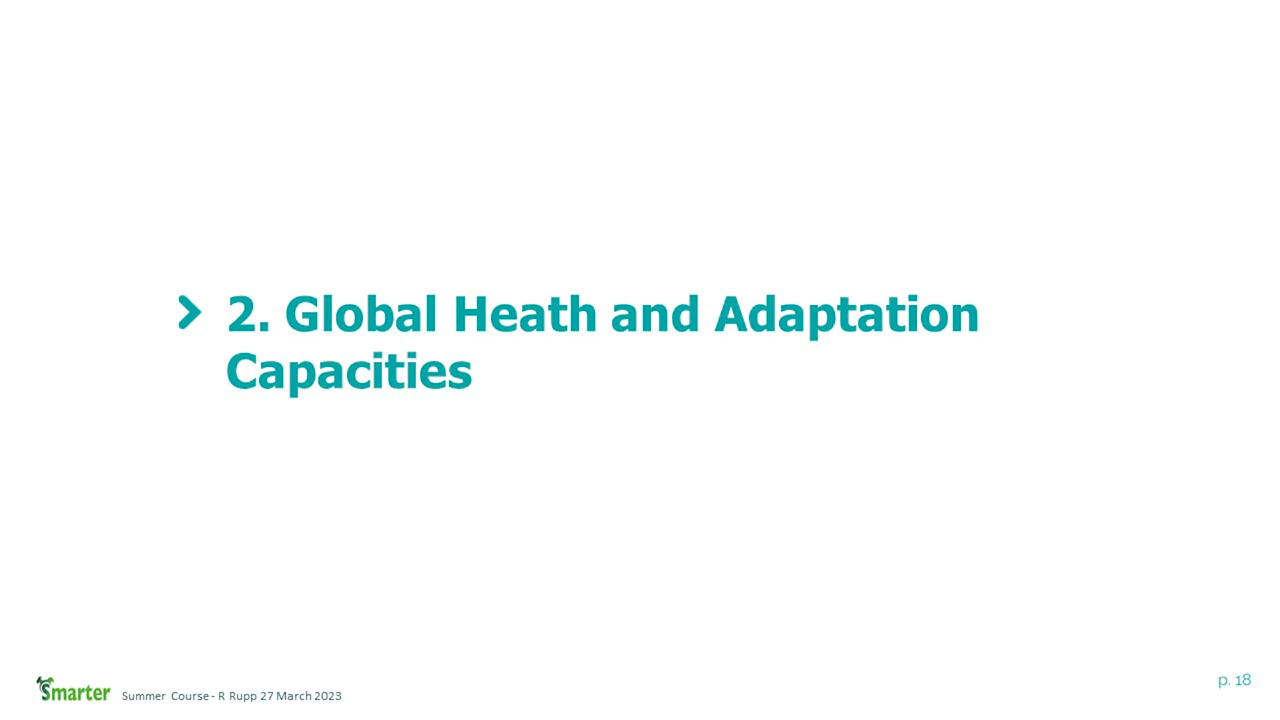 2. Global Heath and Adaptation
Capacities
Smarter
Summer Course - R Rupp 27 March 2023
p. 18